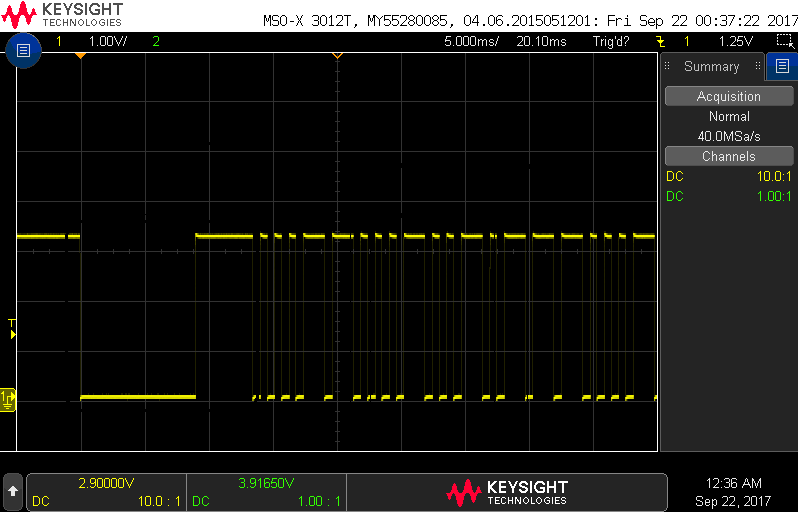 KEYSIGHT
TECHNOLOGIES
MSO-X 3012T, MY55280085, 04.06.2015051201: Fri Sep 22 00:37:22 2017
1 1.00V/ 2 5.000ms/ 20.10ms Trig'd? 1 1.25V
Summary
Acquisition
Normal
40.0MSa/s
Channels
DC 10.0:1
DC 1.00:1
T
1
2.90000V 3.91650V
DC 10.0 : 1 DC 1.00 : 1
KEYSIGHT
TECHNOLOGIES
12:36 AM
Sep 22, 2017